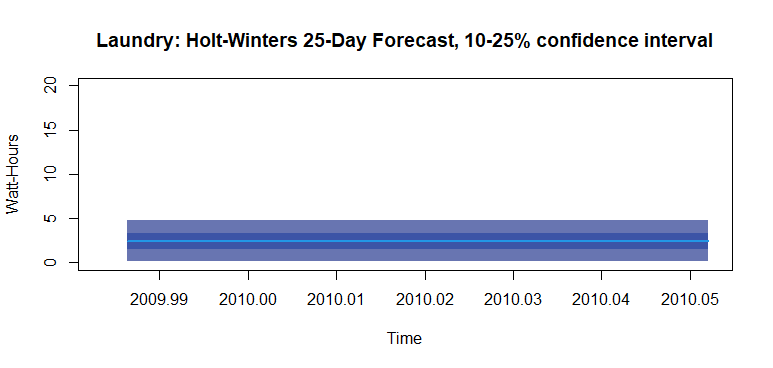 Laundry: Holt-Winters 25-Day Forecast, 10-25% confidence interval
Watt-Hours
20
15
10
5
0
2009.99 2010.00 2010.01 2010.02 2010.03 2010.04 2010.05
Time